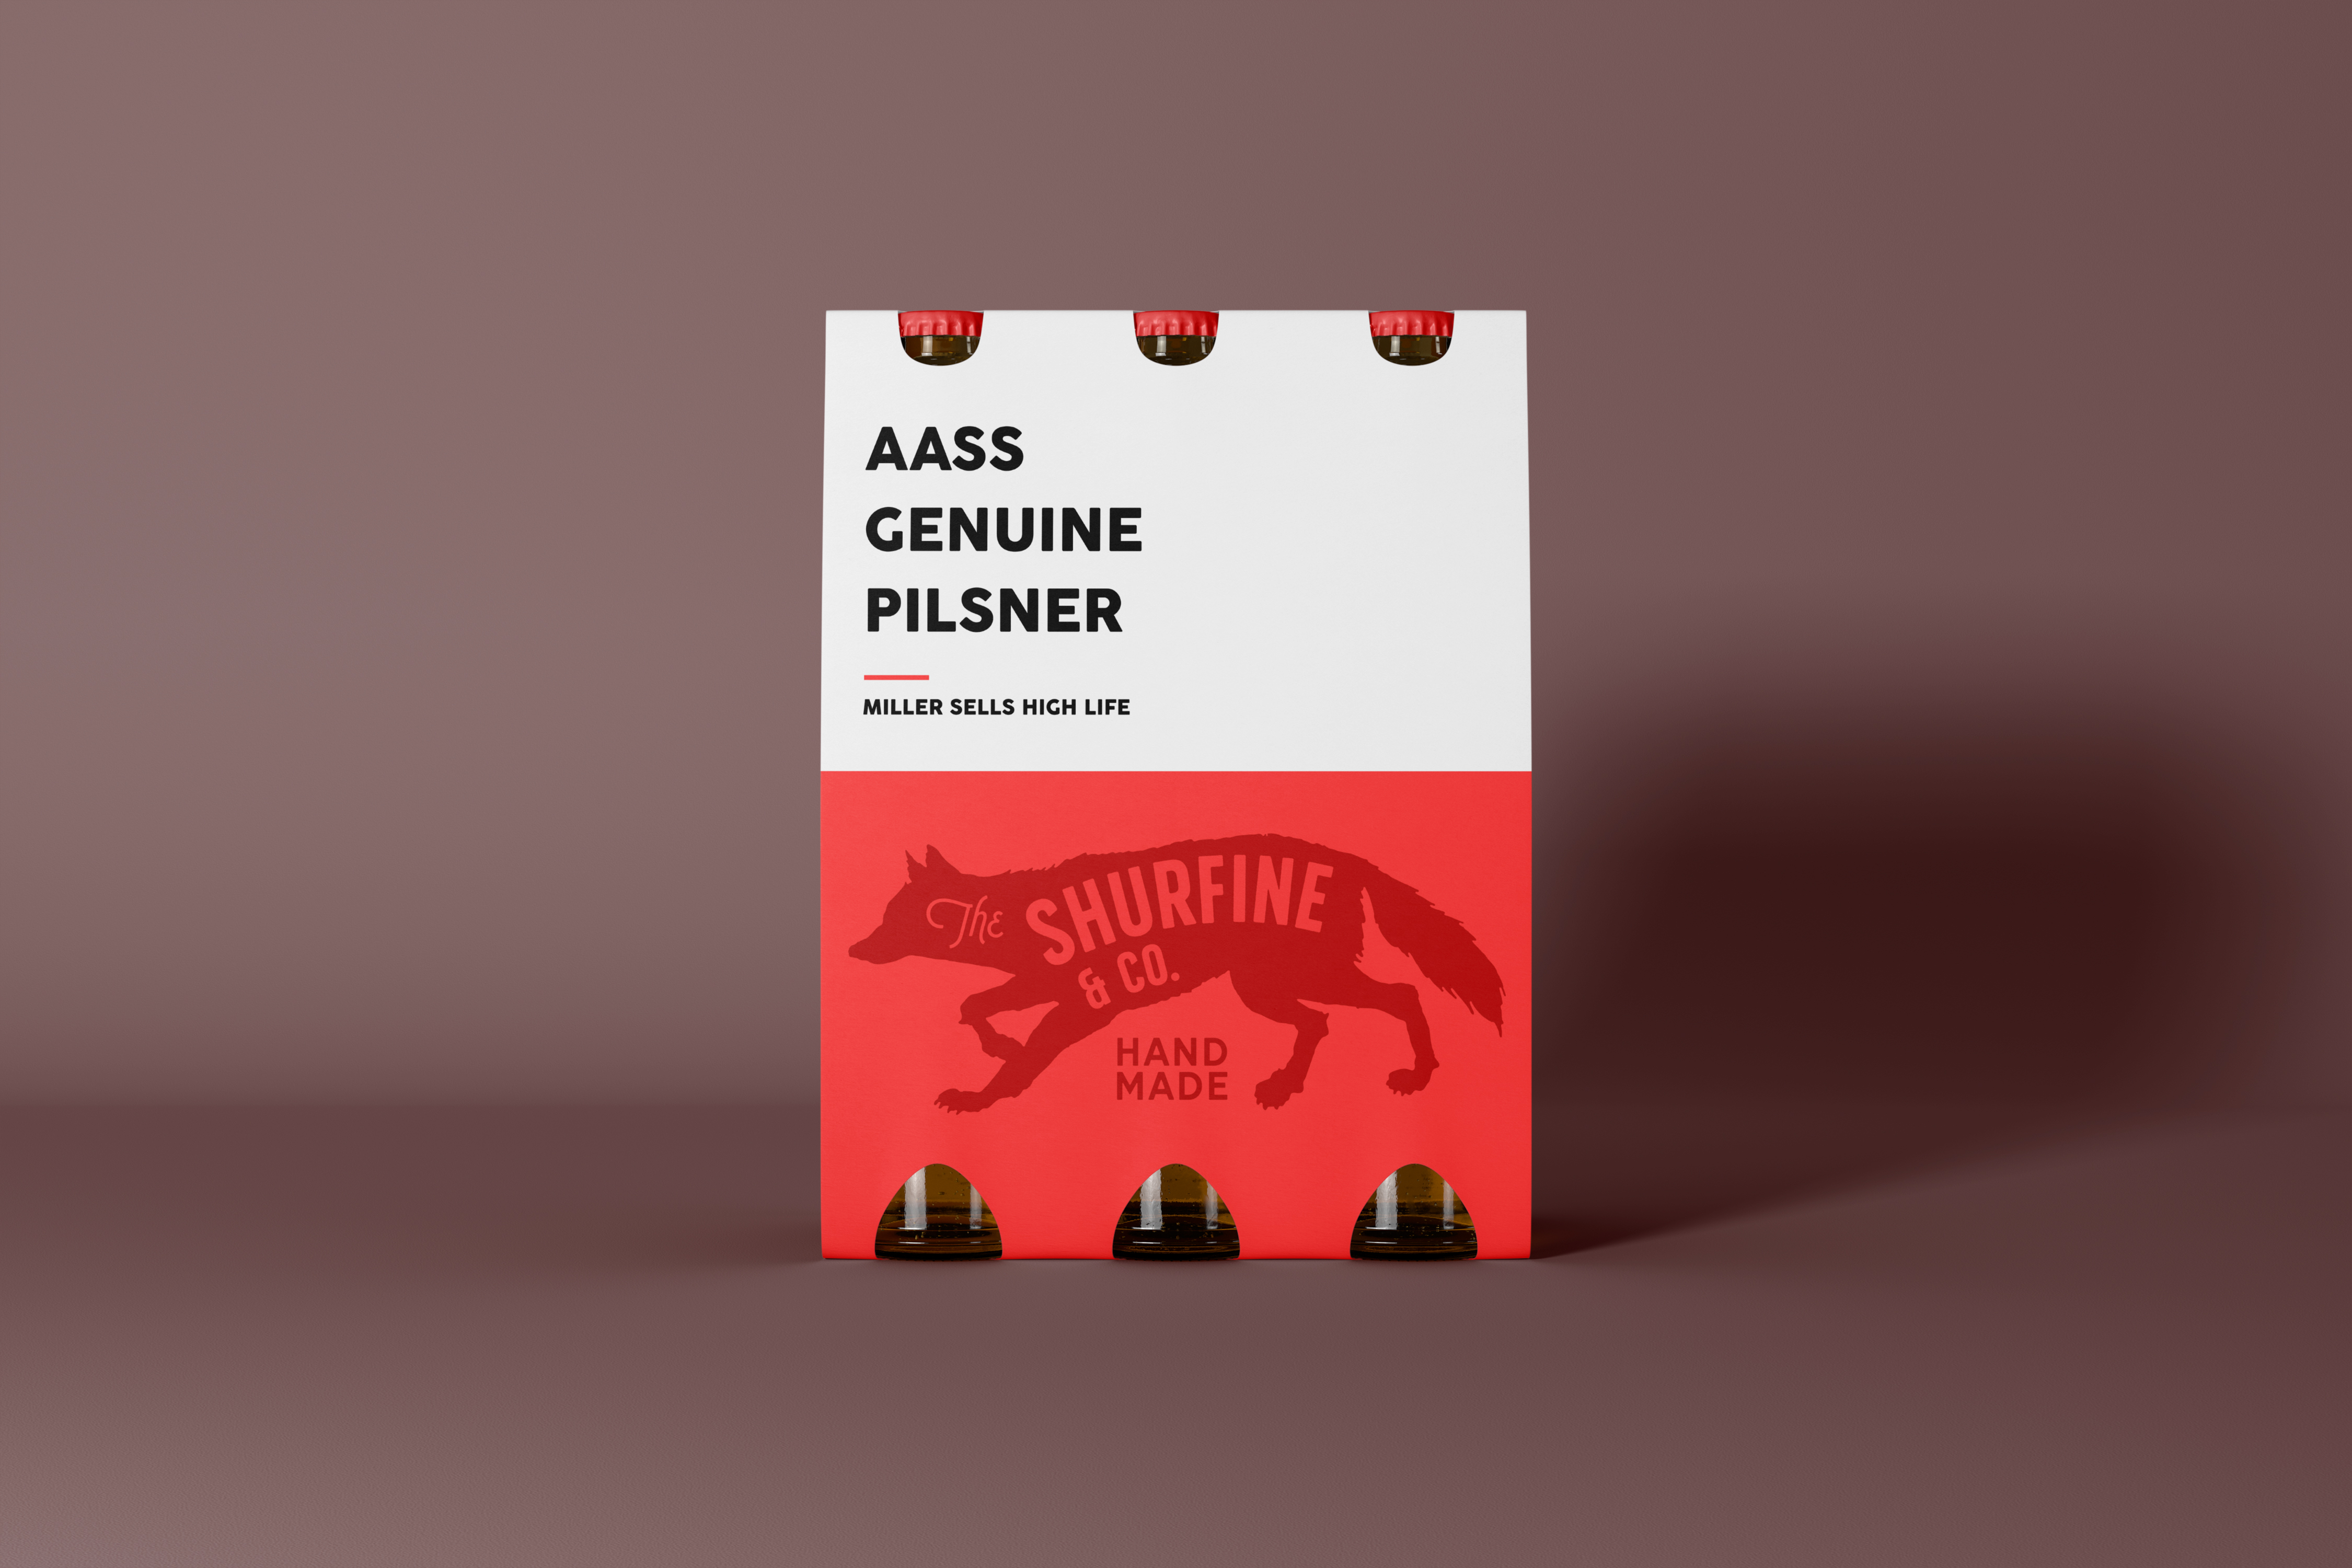 AASS
GENUINE
PILSNER
MILLER SELLS HIGH LIFE
The SHURFINE
& CO.
HAND
MADE